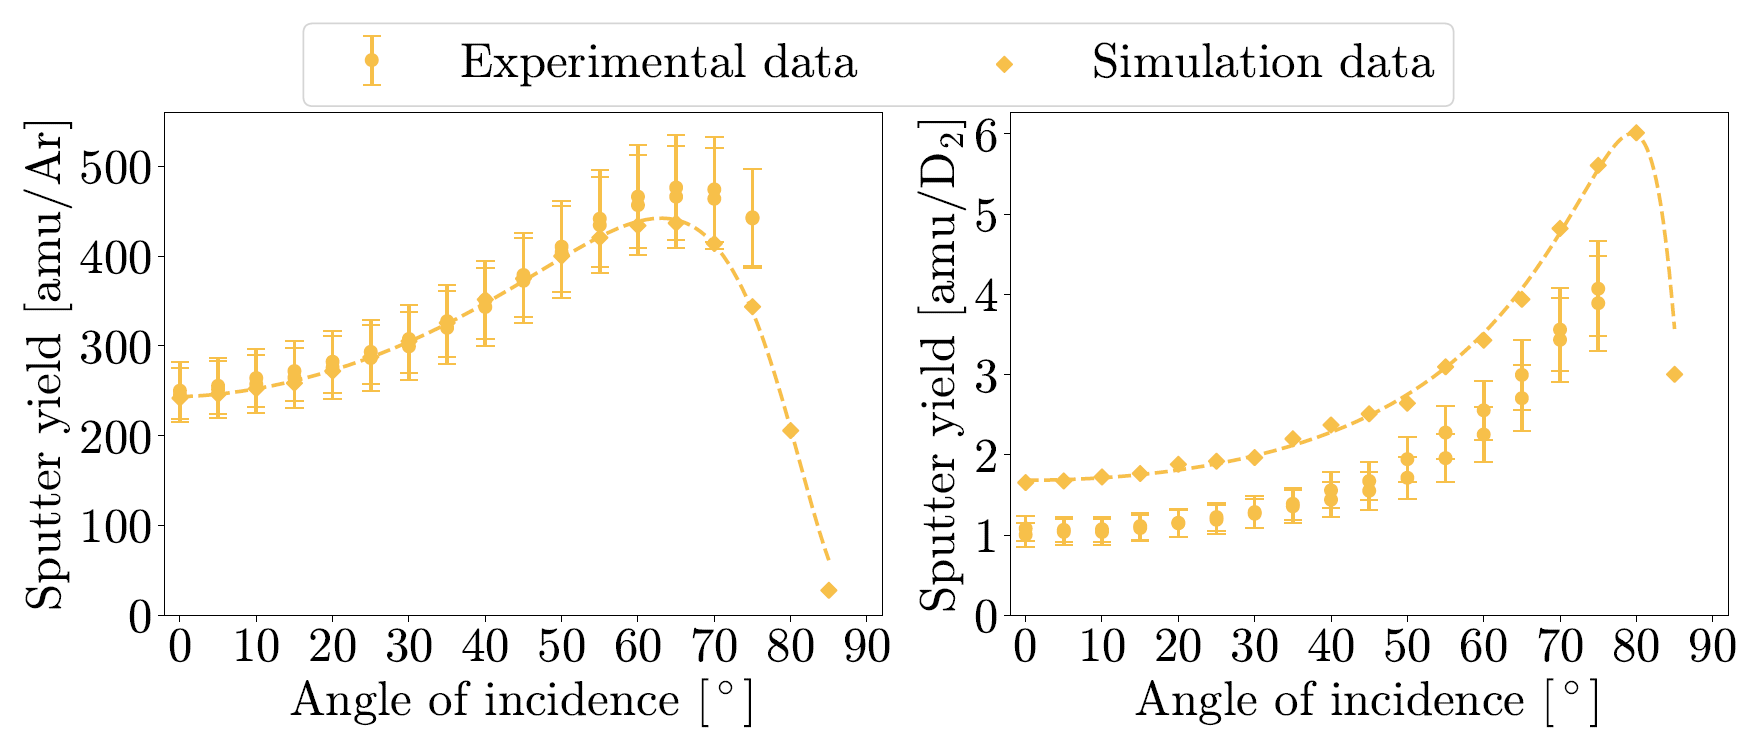 Experimental data
Simulation data
Sputter yield [amu/Ar]
500
400
300
200
100
0
0 10 20 30 40 50 60 70 80 90
Angle of incidence [°]
Sputter yield [amu/D₂]
6
5
4
3
2
1
0
0 10 20 30 40 50 60 70 80 90
Angle of incidence [°]